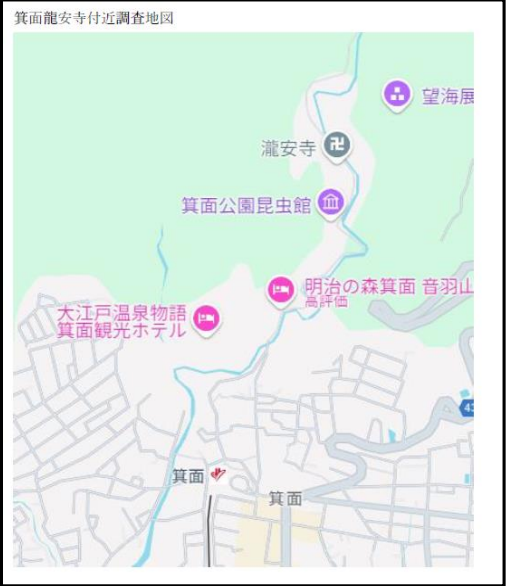 箕面龍安寺付近調査地図
望海展
瀧安寺
箕面公園昆虫館
明治の森箕面 音羽山
高評価
大江戸温泉物語
箕面観光ホテル
43
箕面
箕面